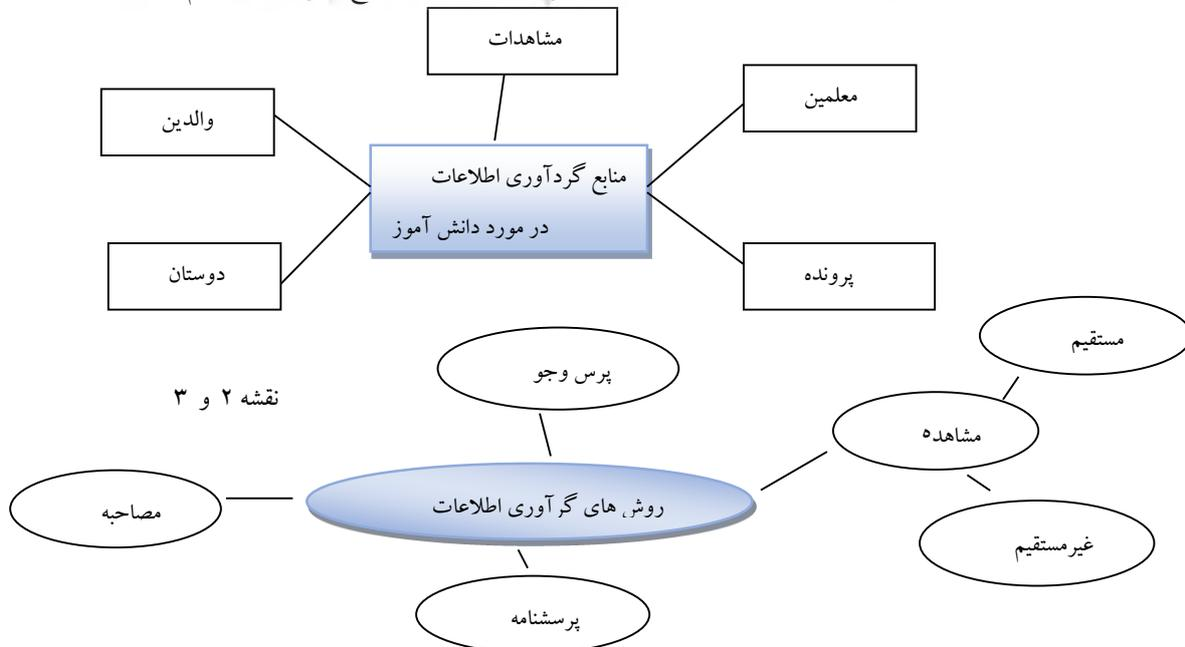 مشاهدات
معلمین
والدین
منابع گردآوری اطلاعات
در مورد دانش آموز
پرونده
دوستان
مستقیم
پرس وجو
نقشه ۲ و ۳
مشاهده
روش های گرآوری اطلاعات
مصاحبه
غیرمستقیم
پرسشنامه